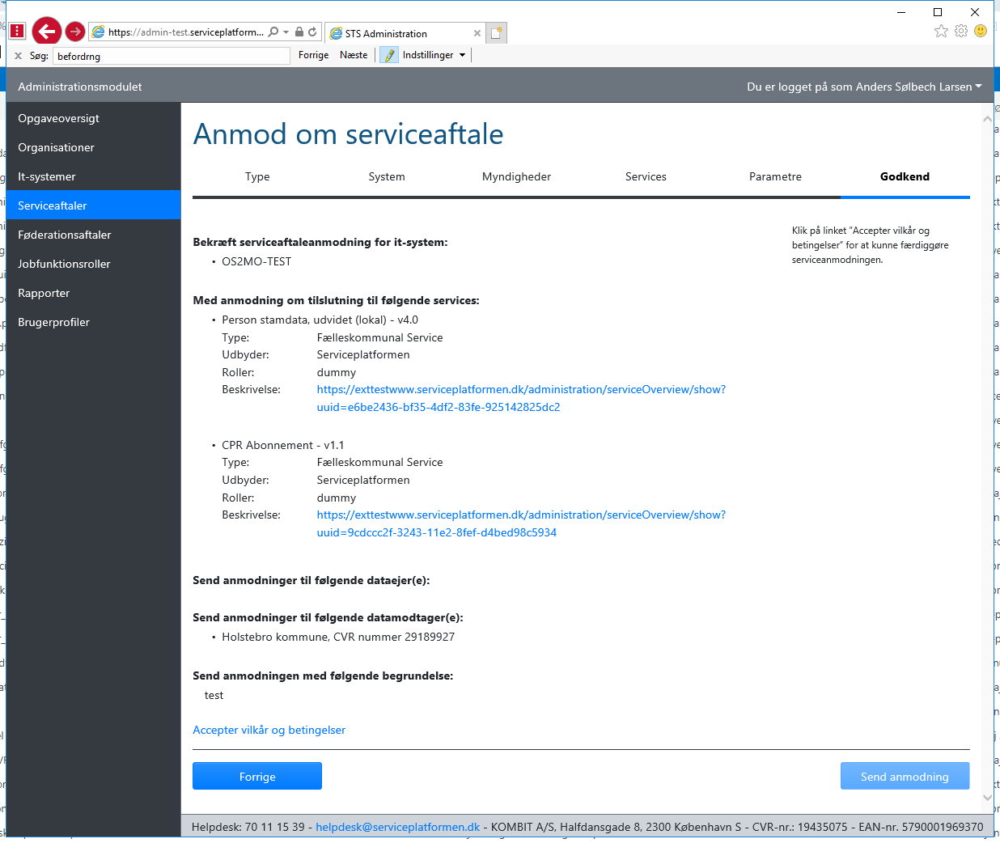 https://admin-test.serviceplatform...
STS Administration
Søg: befordrng Forrige Næste Indstillinger
Administrationsmodulet
Du er logget på som Anders Sølbech Larsen
Opgaveoversigt
Organisationer
It-systemer
Serviceaftaler
Føderationsaftaler
Jobfunktionsroller
Rapporter
Brugerprofiler
Anmod om serviceaftale
Type System Myndigheder Services Parametre Godkend
Klik på linket "Accepter vilkår og
betingelser" for at kunne færdiggøre
serviceanmodningen.
Bekræft serviceaftaleanmodning for it-system:
• OS2MO-TEST
Med anmodning om tilslutning til følgende services:
• Person stamdata, udvidet (lokal) - v4.0
Type: Fælleskommunal Service
Udbyder: Serviceplatformen
Roller: dummy
Beskrivelse: https://exttestwww.serviceplatformen.dk/administration/serviceOverview/show?
uuid=e6be2436-bf35-4df2-83fe-925142825dc2
• CPR Abonnement - v1.1
Type: Fælleskommunal Service
Udbyder: Serviceplatformen
Roller: dummy
Beskrivelse: https://exttestwww.serviceplatformen.dk/administration/serviceOverview/show?
uuid=9cdccc2f-3243-11e2-8fef-d4bed98c5934
Send anmodninger til følgende dataejer(e):
Send anmodninger til følgende datamodtager(e):
• Holstebro kommune, CVR nummer 29189927
Send anmodningen med følgende begrundelse:
test
Accepter vilkår og betingelser
Forrige
Send anmodning
Helpdesk: 70 11 15 39 - helpdesk@serviceplatformen.dk - KOMBIT A/S, Halfdansgade 8, 2300 København S - CVR-nr.: 19435075 - EAN-nr. 5790001969370